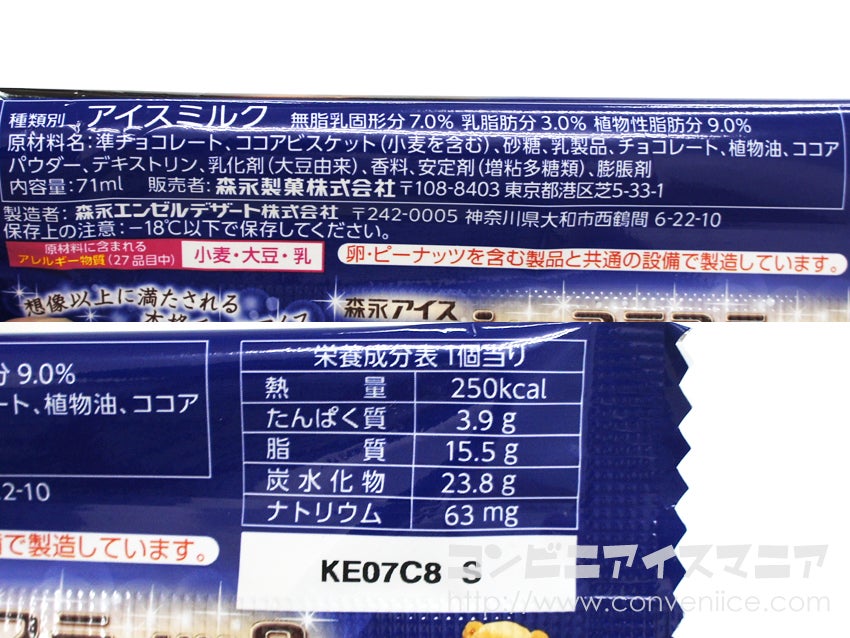 種類別 アイスミルク 無脂乳固形分 7.0% 乳脂肪分 3.0% 植物性脂肪分 9.0%
原材料名:準チョコレート、ココアビスケット(小麦を含む)、砂糖、乳製品、チョコレート、植物油、ココア
パウダー、デキストリン、乳化剤(大豆由来)、香料、安定剤(増粘多糖類)、膨脹剤
内容量:71ml 販売者:森永製菓株式会社 〒108-8403 東京都港区芝5-33-1
製造者:森永エンゼルデザート株式会社 〒242-0005 神奈川県大和市西鶴間 6-22-10
保存上の注意:−18℃以下で保存してください。
原材料に含まれる
アレルギー物質(27品目中)
小麦・大豆・乳
卵・ピーナッツを含む製品と共通の設備で製造しています。
想像以上に満たされる
森永アイス
分 9.0%
ート、植物油、ココア
22-10
備で製造しています。
栄養成分表 1個当り
熱量 250kcal
たんぱく質 3.9g
脂質 15.5g
炭水化物 23.8g
ナトリウム 63mg
KE07C8 S
コンビニアイスマニア
http://www.conveniice.com/